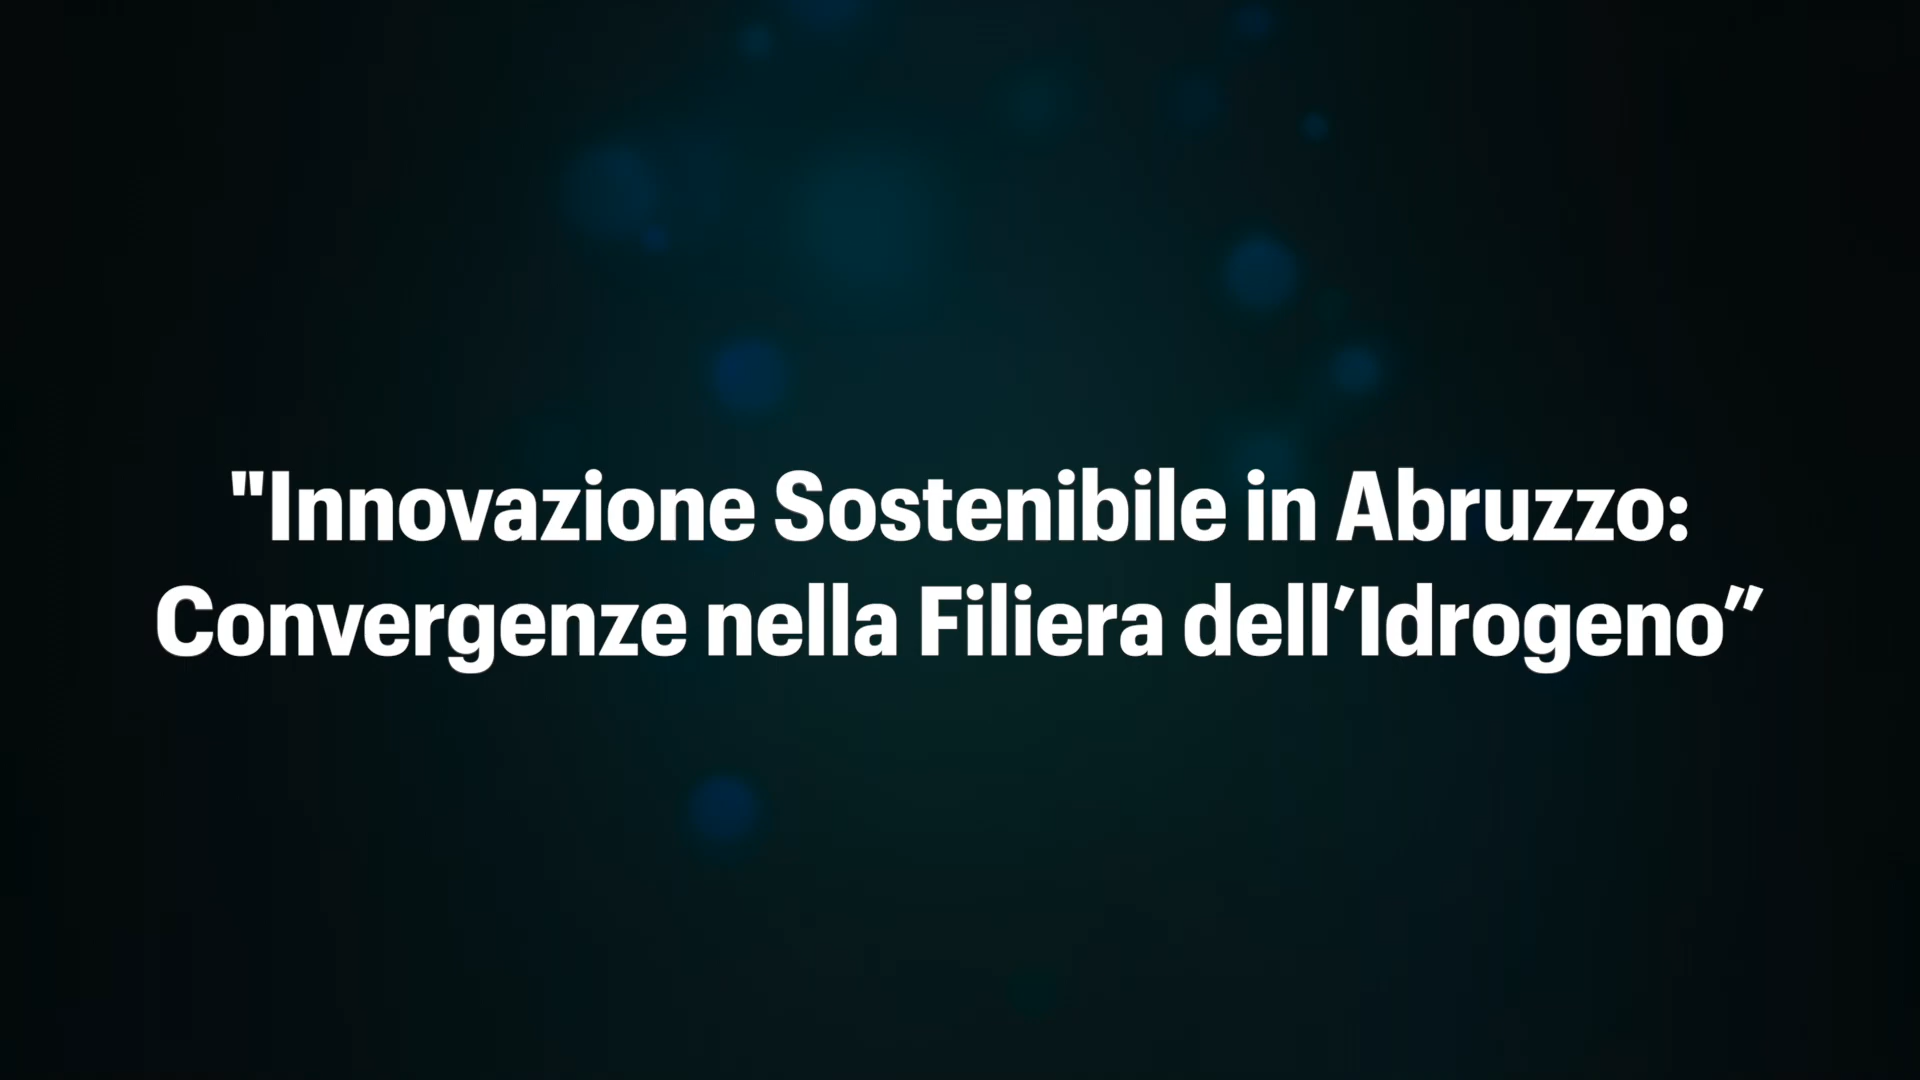 "Innovazione Sostenibile in Abruzzo:
Convergenze nella Filiera dell’Idrogeno”